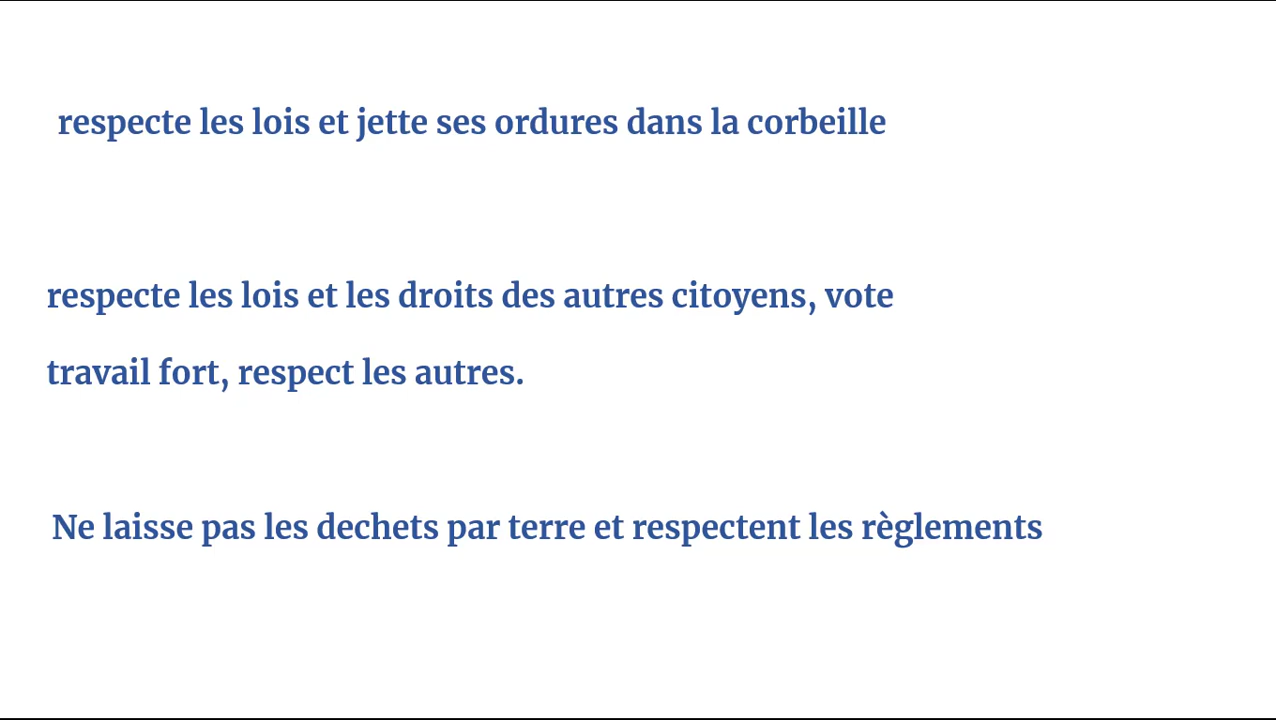 respecte les lois et jette ses ordures dans la corbeille
respecte les lois et les droits des autres citoyens, vote
travail fort, respect les autres.
Ne laisse pas les dechets par terre et respectent les règlements